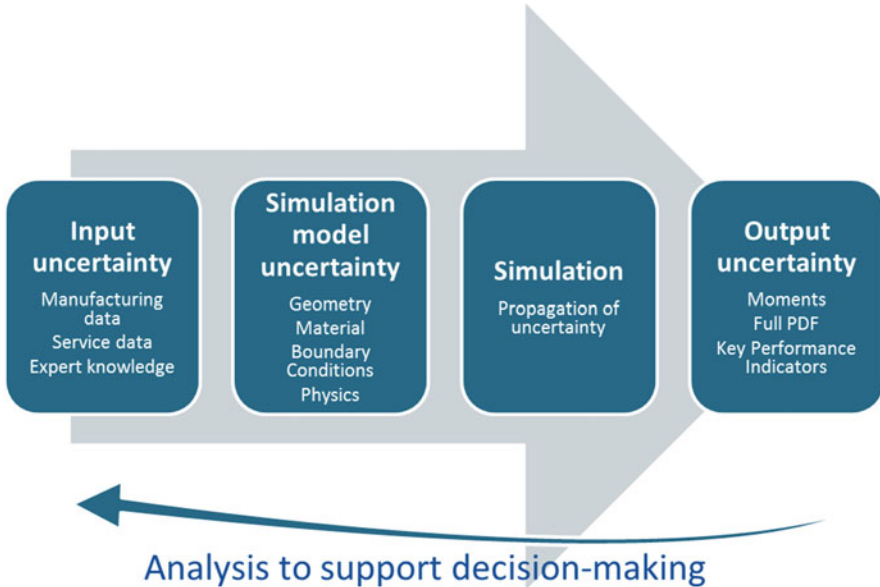 Input
uncertainty
Manufacturing
data
Service data
Expert knowledge
Simulation
model
uncertainty
Geometry
Material
Boundary
Conditions
Physics
Simulation
Propagation of
uncertainty
Output
uncertainty
Moments
Full PDF
Key Performance
Indicators
Analysis to support decision-making